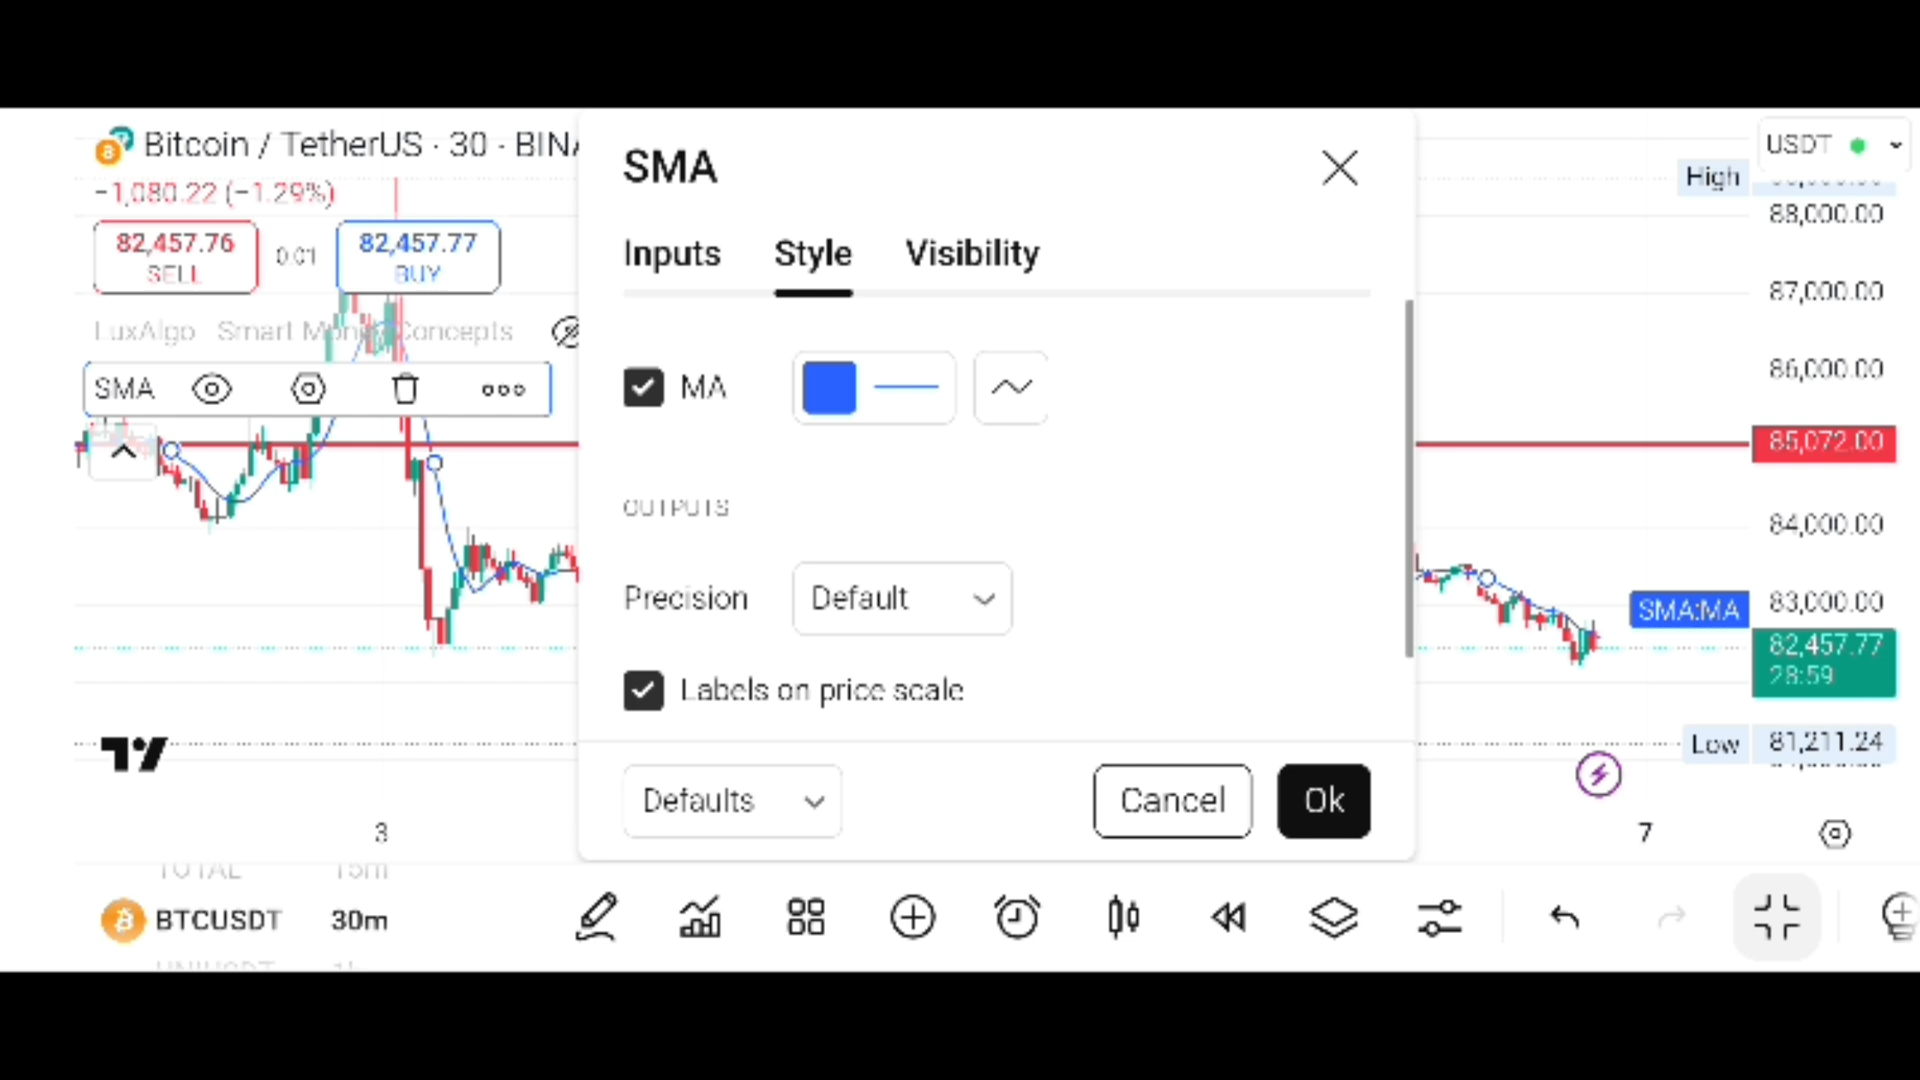 Bitcoin / TetherUS · 30 · BINA
−1,080.22 (−1.29%)
82,457.76
SELL
0.01
82,457.77
BUY
LuxAlgo Smart Money Concepts
SMA
SMA
Inputs Style Visibility
MA
OUTPUTS
Precision Default
Labels on price scale
Defaults Cancel Ok
USDT
High
88,000.00
87,000.00
86,000.00
85,072.00
84,000.00
83,000.00
SMA:MA
82,457.77
28:59
Low 81,211.24
3 7
TOTAL 15m
BTCUSDT 30m
UNIUSDT 1h